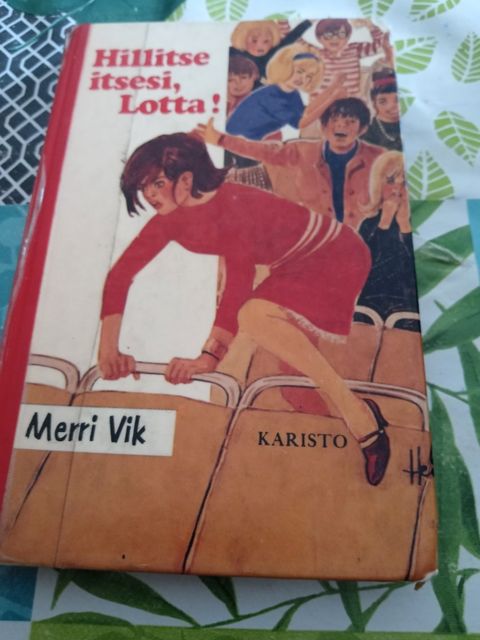 Hillitse
itsesi,
Lotta!
Merri Vik
KARISTO